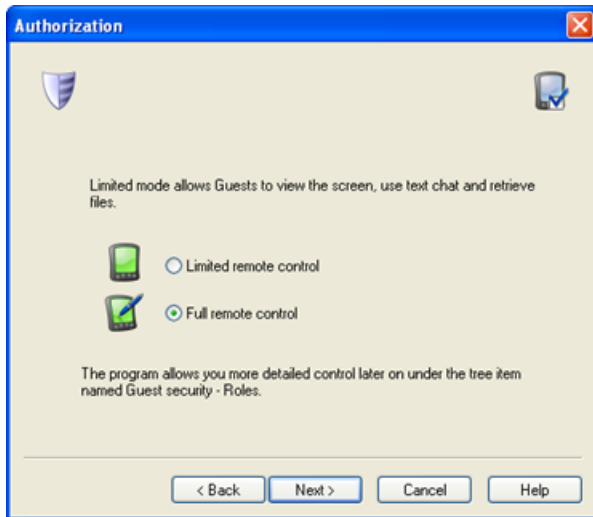 Authorization
Limited mode allows Guests to view the screen, use text chat and retrieve
files.
Limited remote control
Full remote control
The program allows you more detailed control later on under the tree item
named Guest security - Roles.
< Back
Next >
Cancel
Help